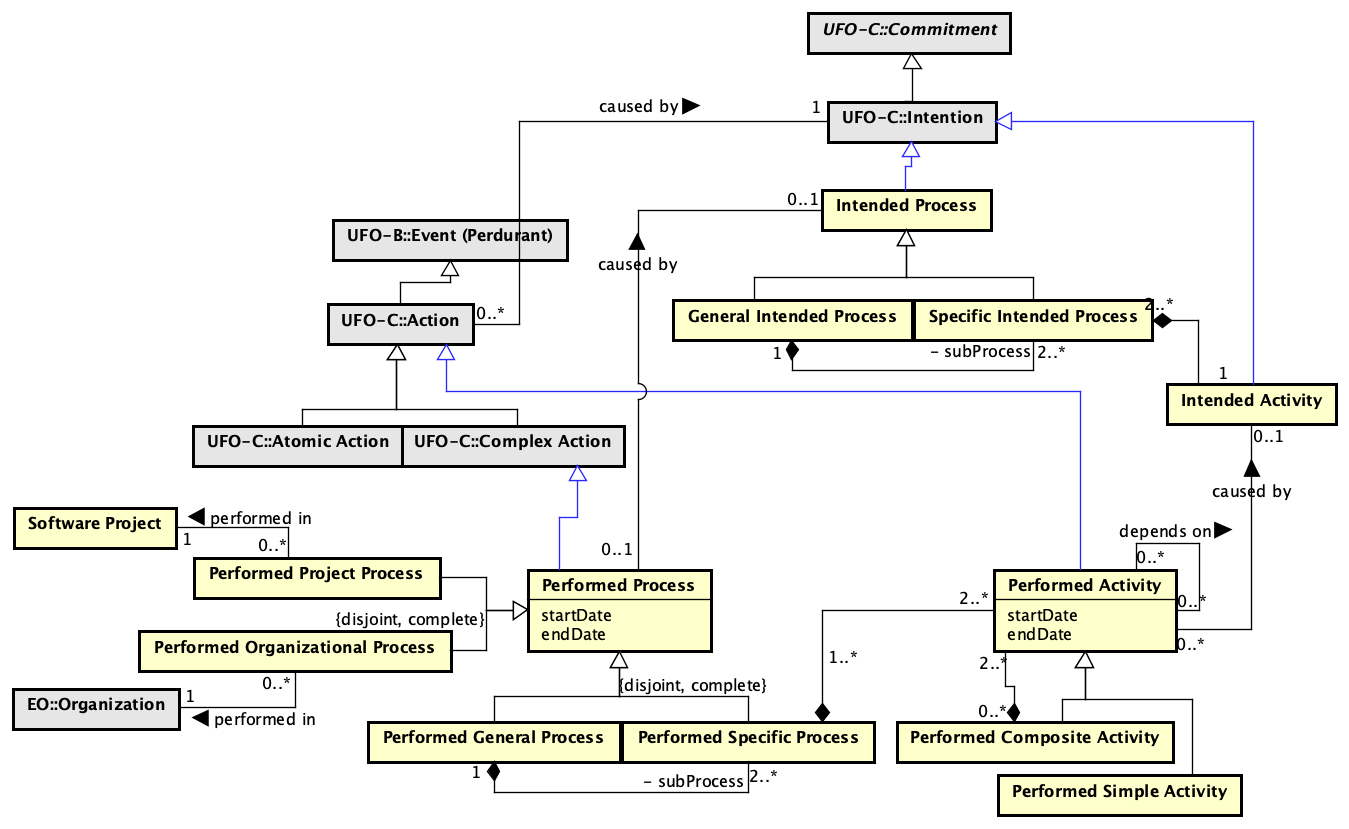 UFO-C::Commitment
caused by
1
UFO-C::Intention
0..1
Intended Process
UFO-B::Event (Perdurant)
caused by
0..*
UFO-C::Action
General Intended Process
Specific Intended Process
2..*
1
- subProcess
2..*
1
Intended Activity
0..1
UFO-C::Atomic Action
UFO-C::Complex Action
caused by
Software Project
performed in
1
0..*
depends on
0..*
0..1
Performed Project Process
Performed Process
startDate
endDate
Performed Activity
startDate
endDate
2..*
0..*
0..*
{disjoint, complete}
Performed Organizational Process
1..*
2..*
0..*
{disjoint, complete}
EO::Organization
1
performed in
0..*
Performed General Process
Performed Specific Process
Performed Composite Activity
1
- subProcess
2..*
Performed Simple Activity